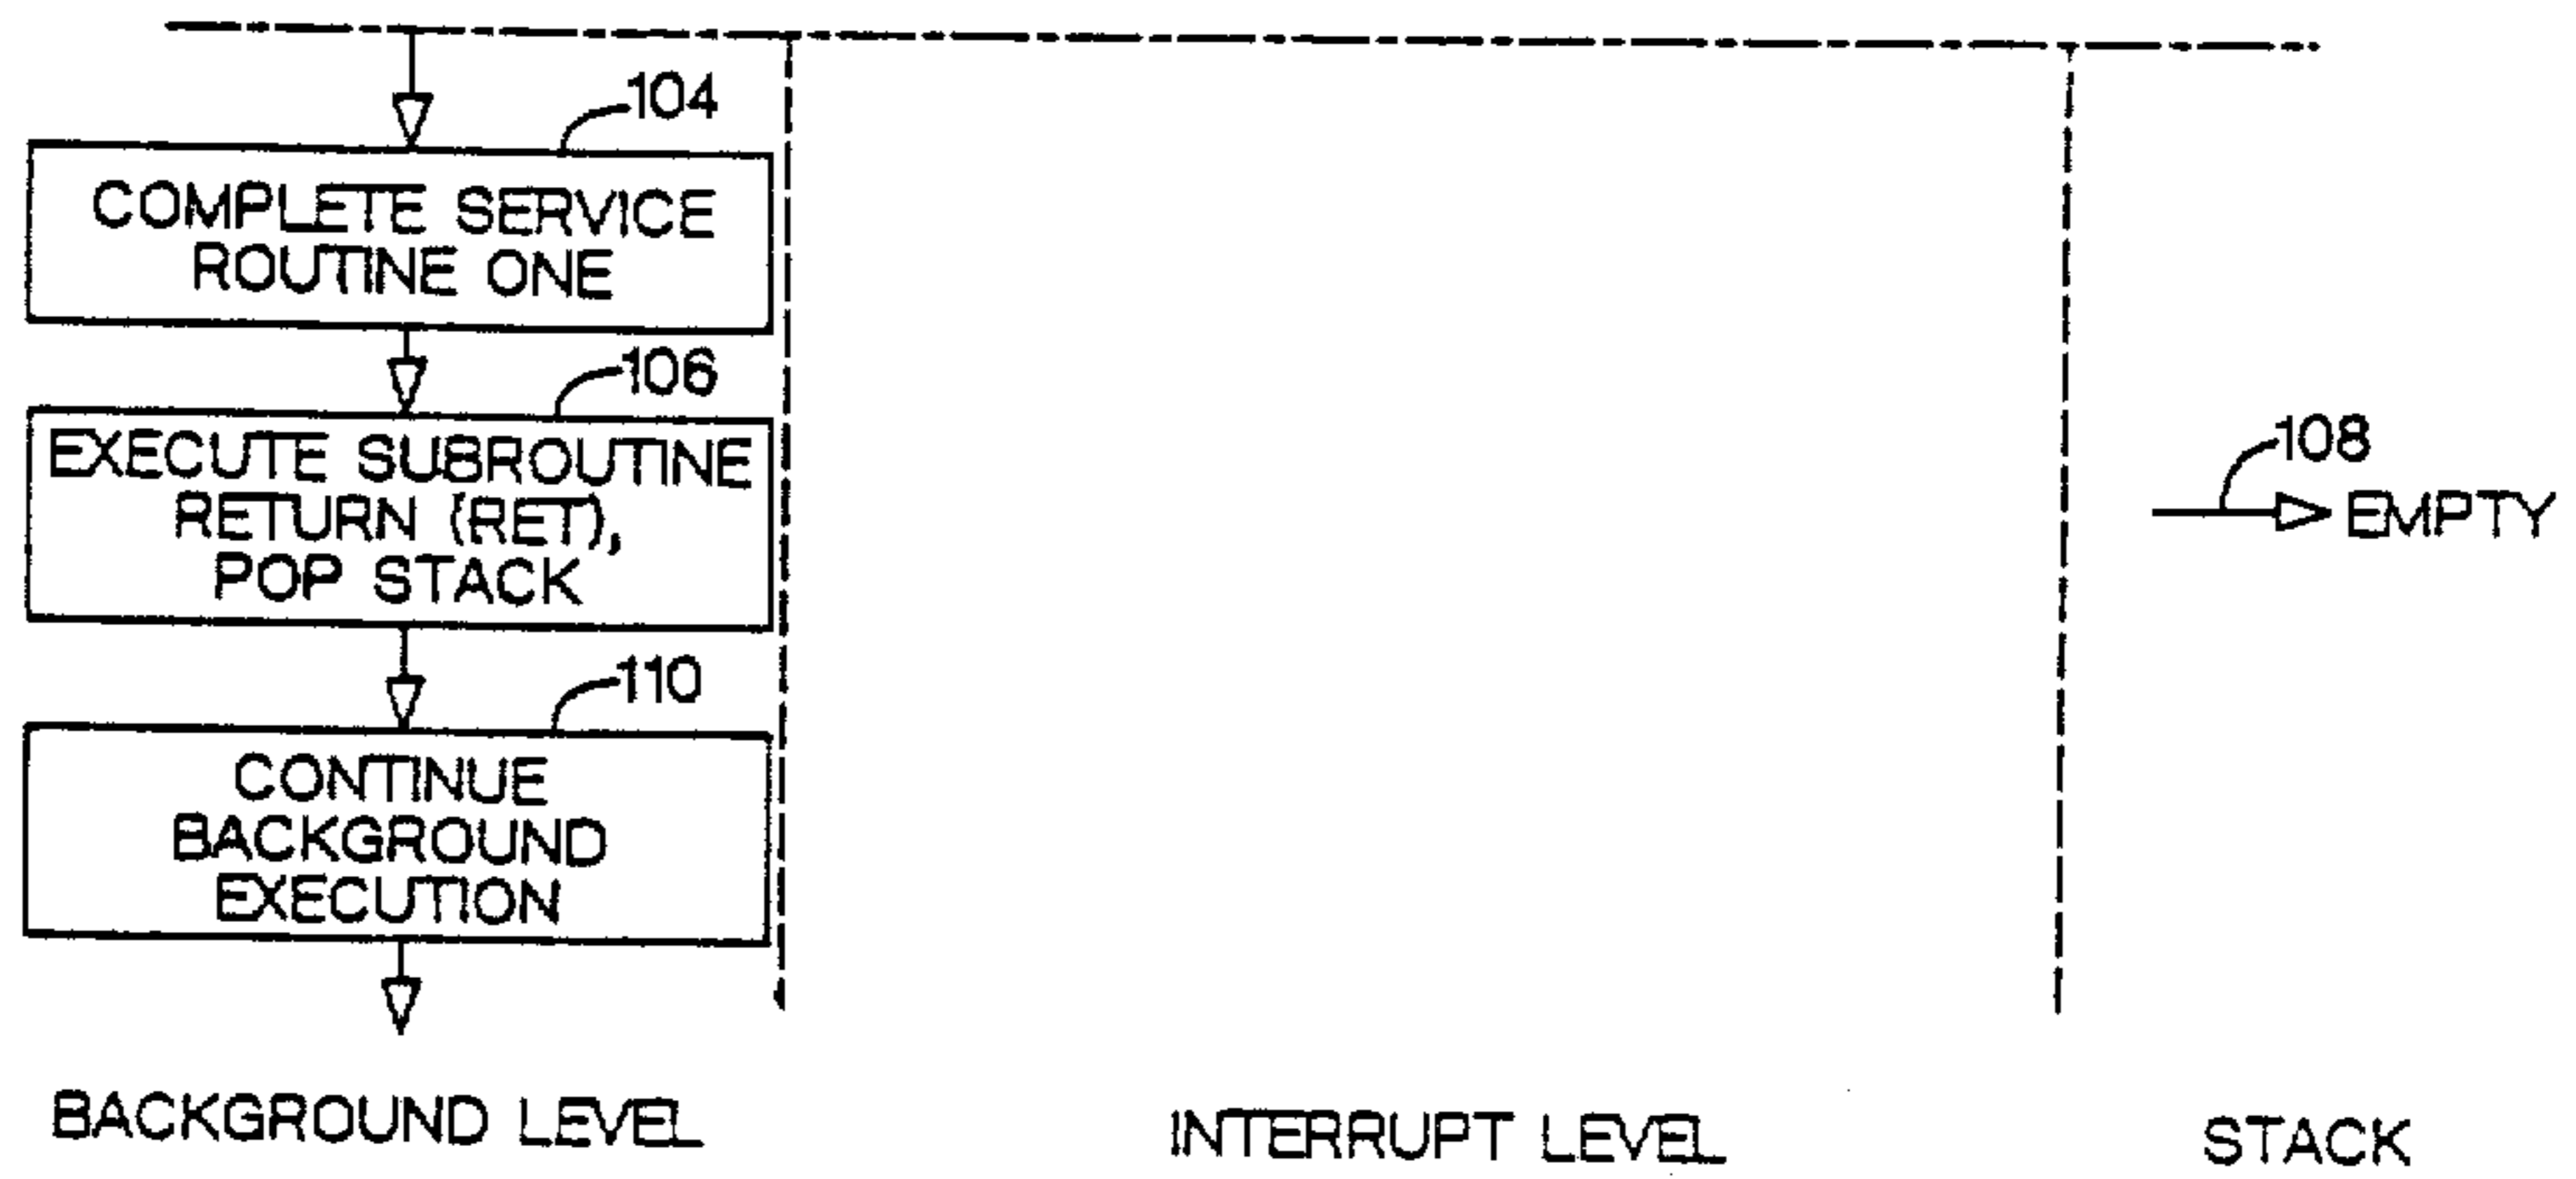 104
COMPLETE SERVICE
ROUTINE ONE
106
EXECUTE SUBROUTINE
RETURN (RET),
POP STACK
108
EMPTY
110
CONTINUE
BACKGROUND
EXECUTION
BACKGROUND LEVEL
INTERRUPT LEVEL
STACK